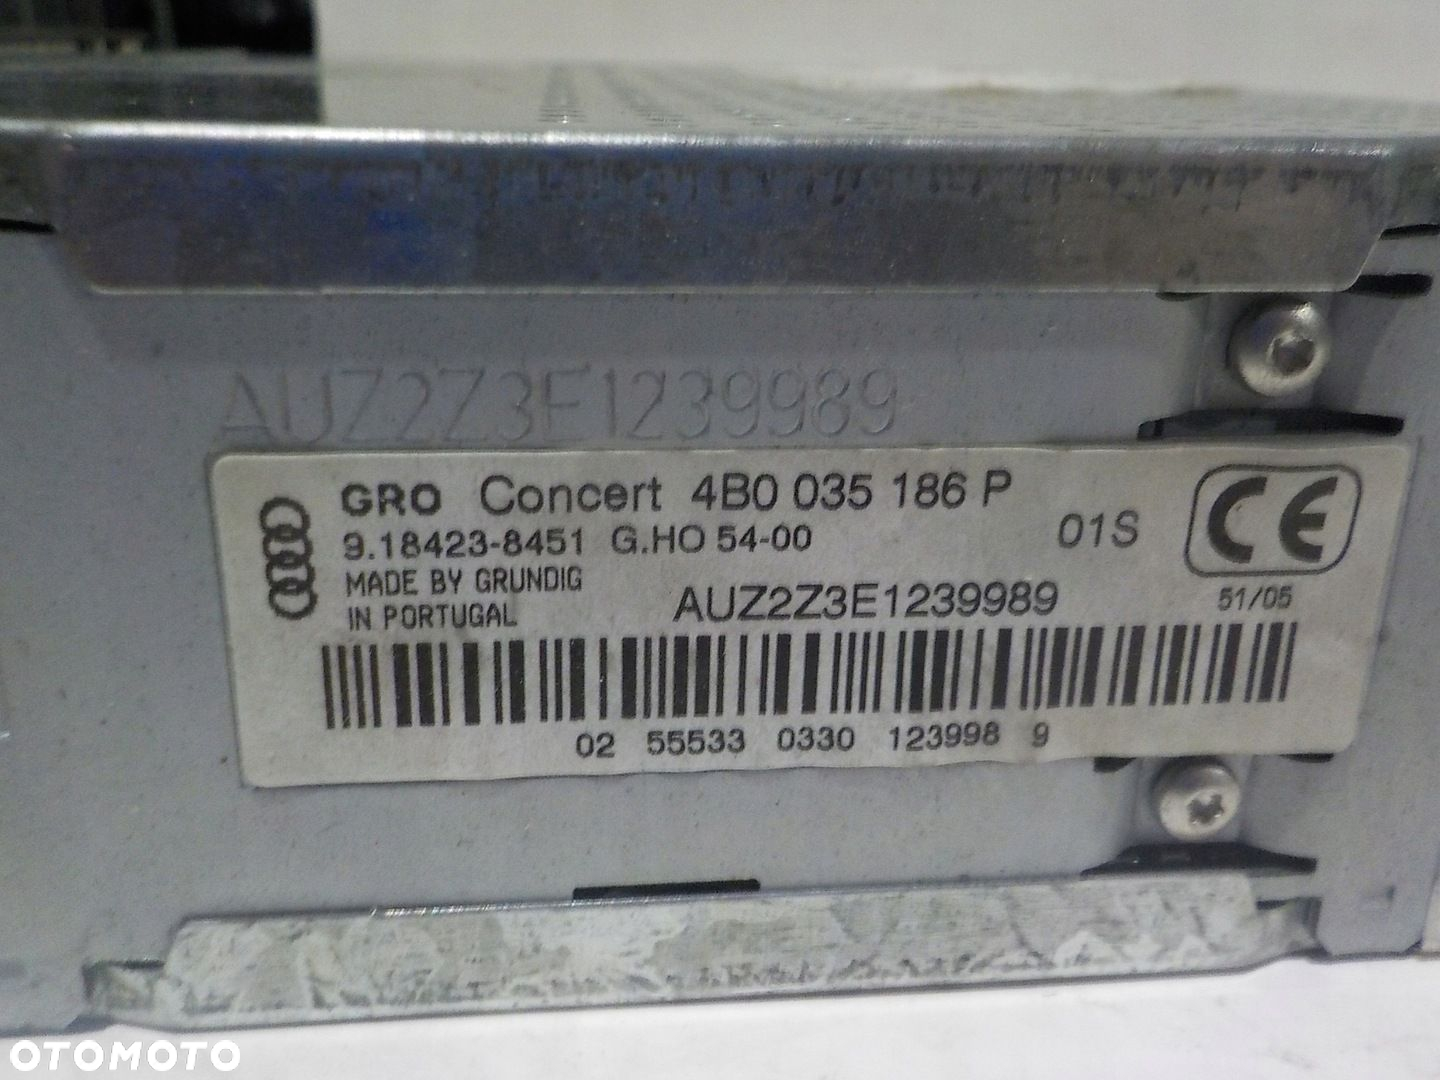 AUZ2Z3E1239989
GRO Concert 4B0 035 186 P
9.18423-8451 G.HO 54-00
01S
CE
MADE BY GRUNDIG
IN PORTUGAL
AUZ2Z3E1239989
51/05
02 55533 0330 123998 9
OTOMOTO